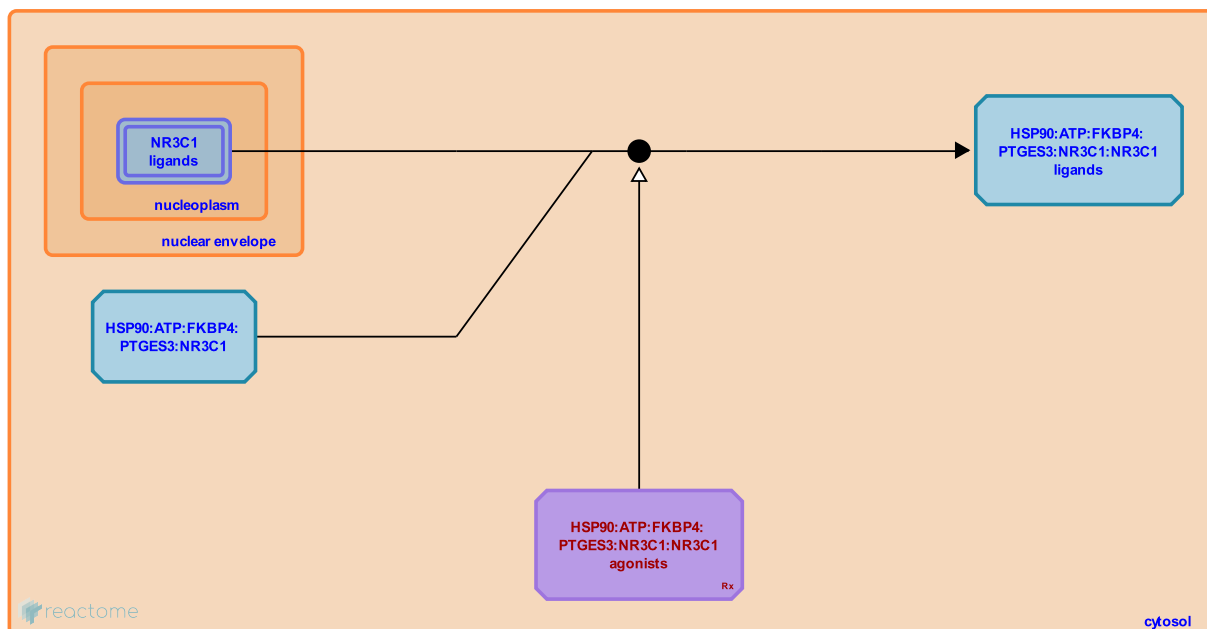 NR3C1
ligands
nucleoplasm
nuclear envelope
HSP90:ATP:FKBP4:
PTGES3:NR3C1:NR3C1
ligands
HSP90:ATP:FKBP4:
PTGES3:NR3C1
HSP90:ATP:FKBP4:
PTGES3:NR3C1:NR3C1
agonists
Rx
reactome
cytosol